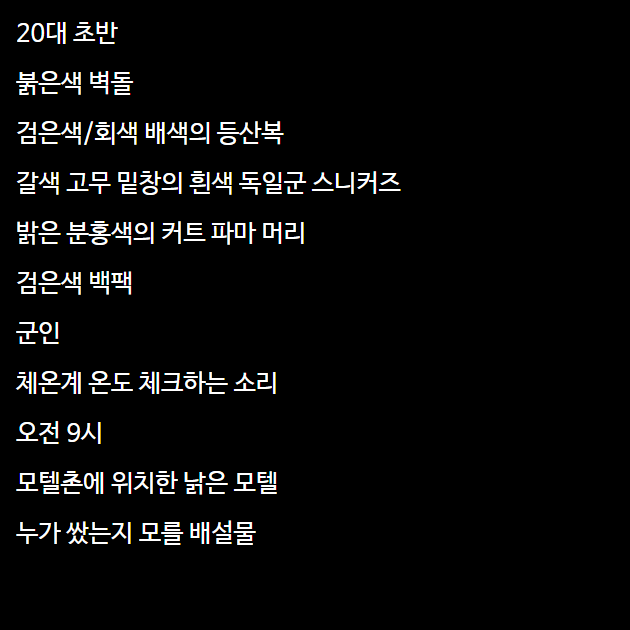 20대 초반
붉은색 벽돌
검은색/회색 배색의 등산복
갈색 고무 밑창의 흰색 독일군 스니커즈
밝은 분홍색의 커트 파마 머리
검은색 백팩
군인
체온계 온도 체크하는 소리
오전 9시
모텔촌에 위치한 낡은 모텔
누가 쌌는지 모를 배설물